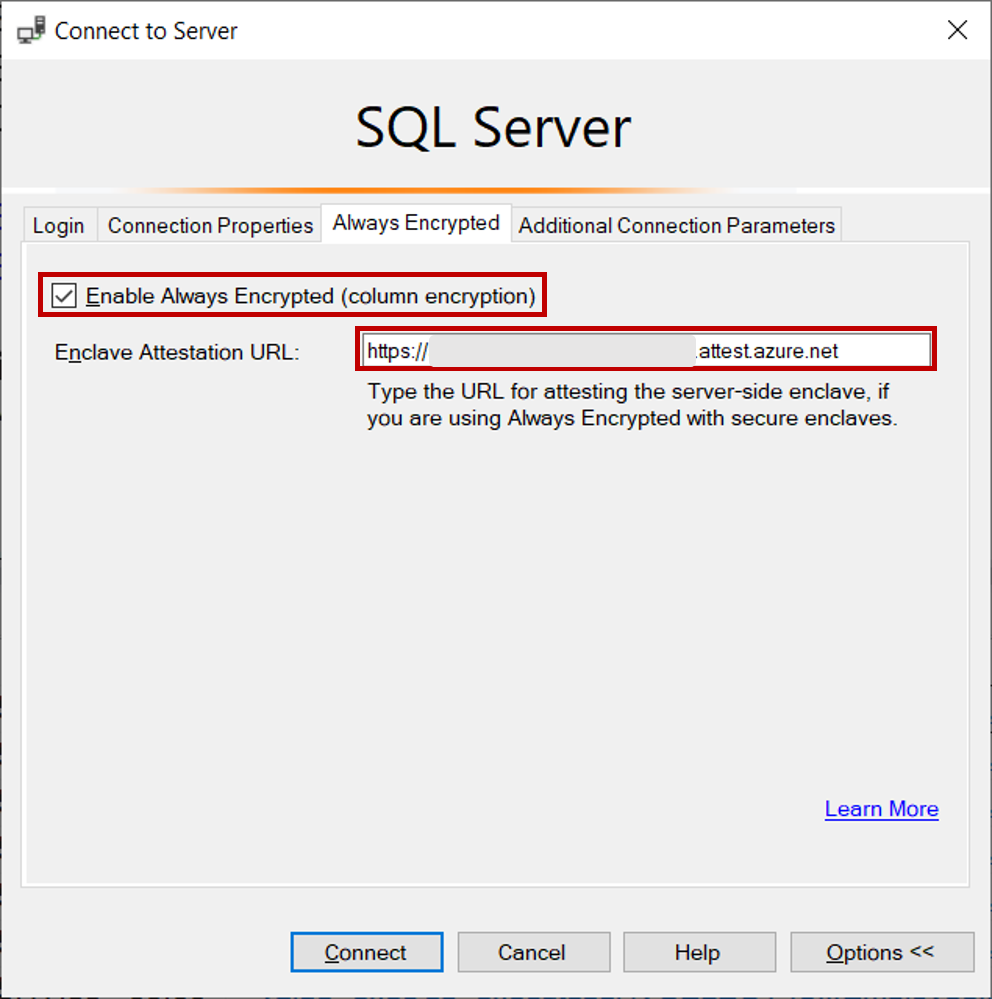 Connect to Server
SQL Server
Login
Connection Properties
Always Encrypted
Additional Connection Parameters
Enable Always Encrypted (column encryption)
Enclave Attestation URL:
https://
.attest.azure.net
Type the URL for attesting the server-side enclave, if
you are using Always Encrypted with secure enclaves.
Learn More
Connect
Cancel
Help
Options <<